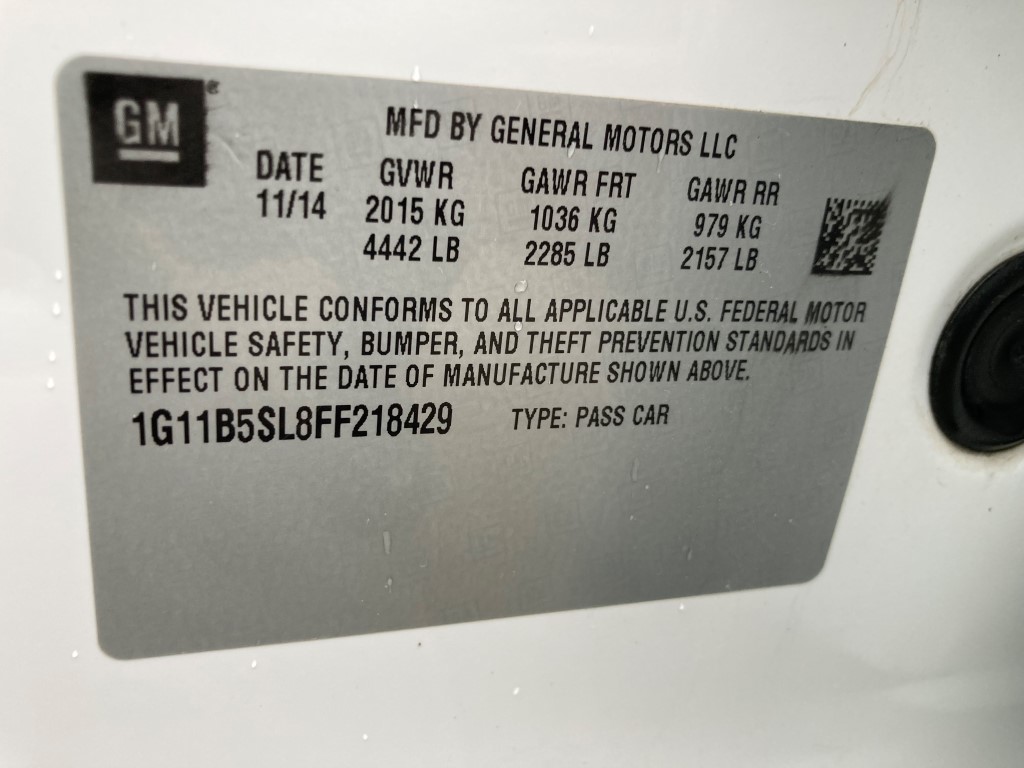 GM®
MFD BY GENERAL MOTORS LLC
DATE GVWR GAWR FRT GAWR RR
11/14 2015 KG 1036 KG 979 KG
4442 LB 2285 LB 2157 LB
THIS VEHICLE CONFORMS TO ALL APPLICABLE U.S. FEDERAL MOTOR
VEHICLE SAFETY, BUMPER, AND THEFT PREVENTION STANDARDS IN
EFFECT ON THE DATE OF MANUFACTURE SHOWN ABOVE.
1G11B5SL8FF218429 TYPE: PASS CAR